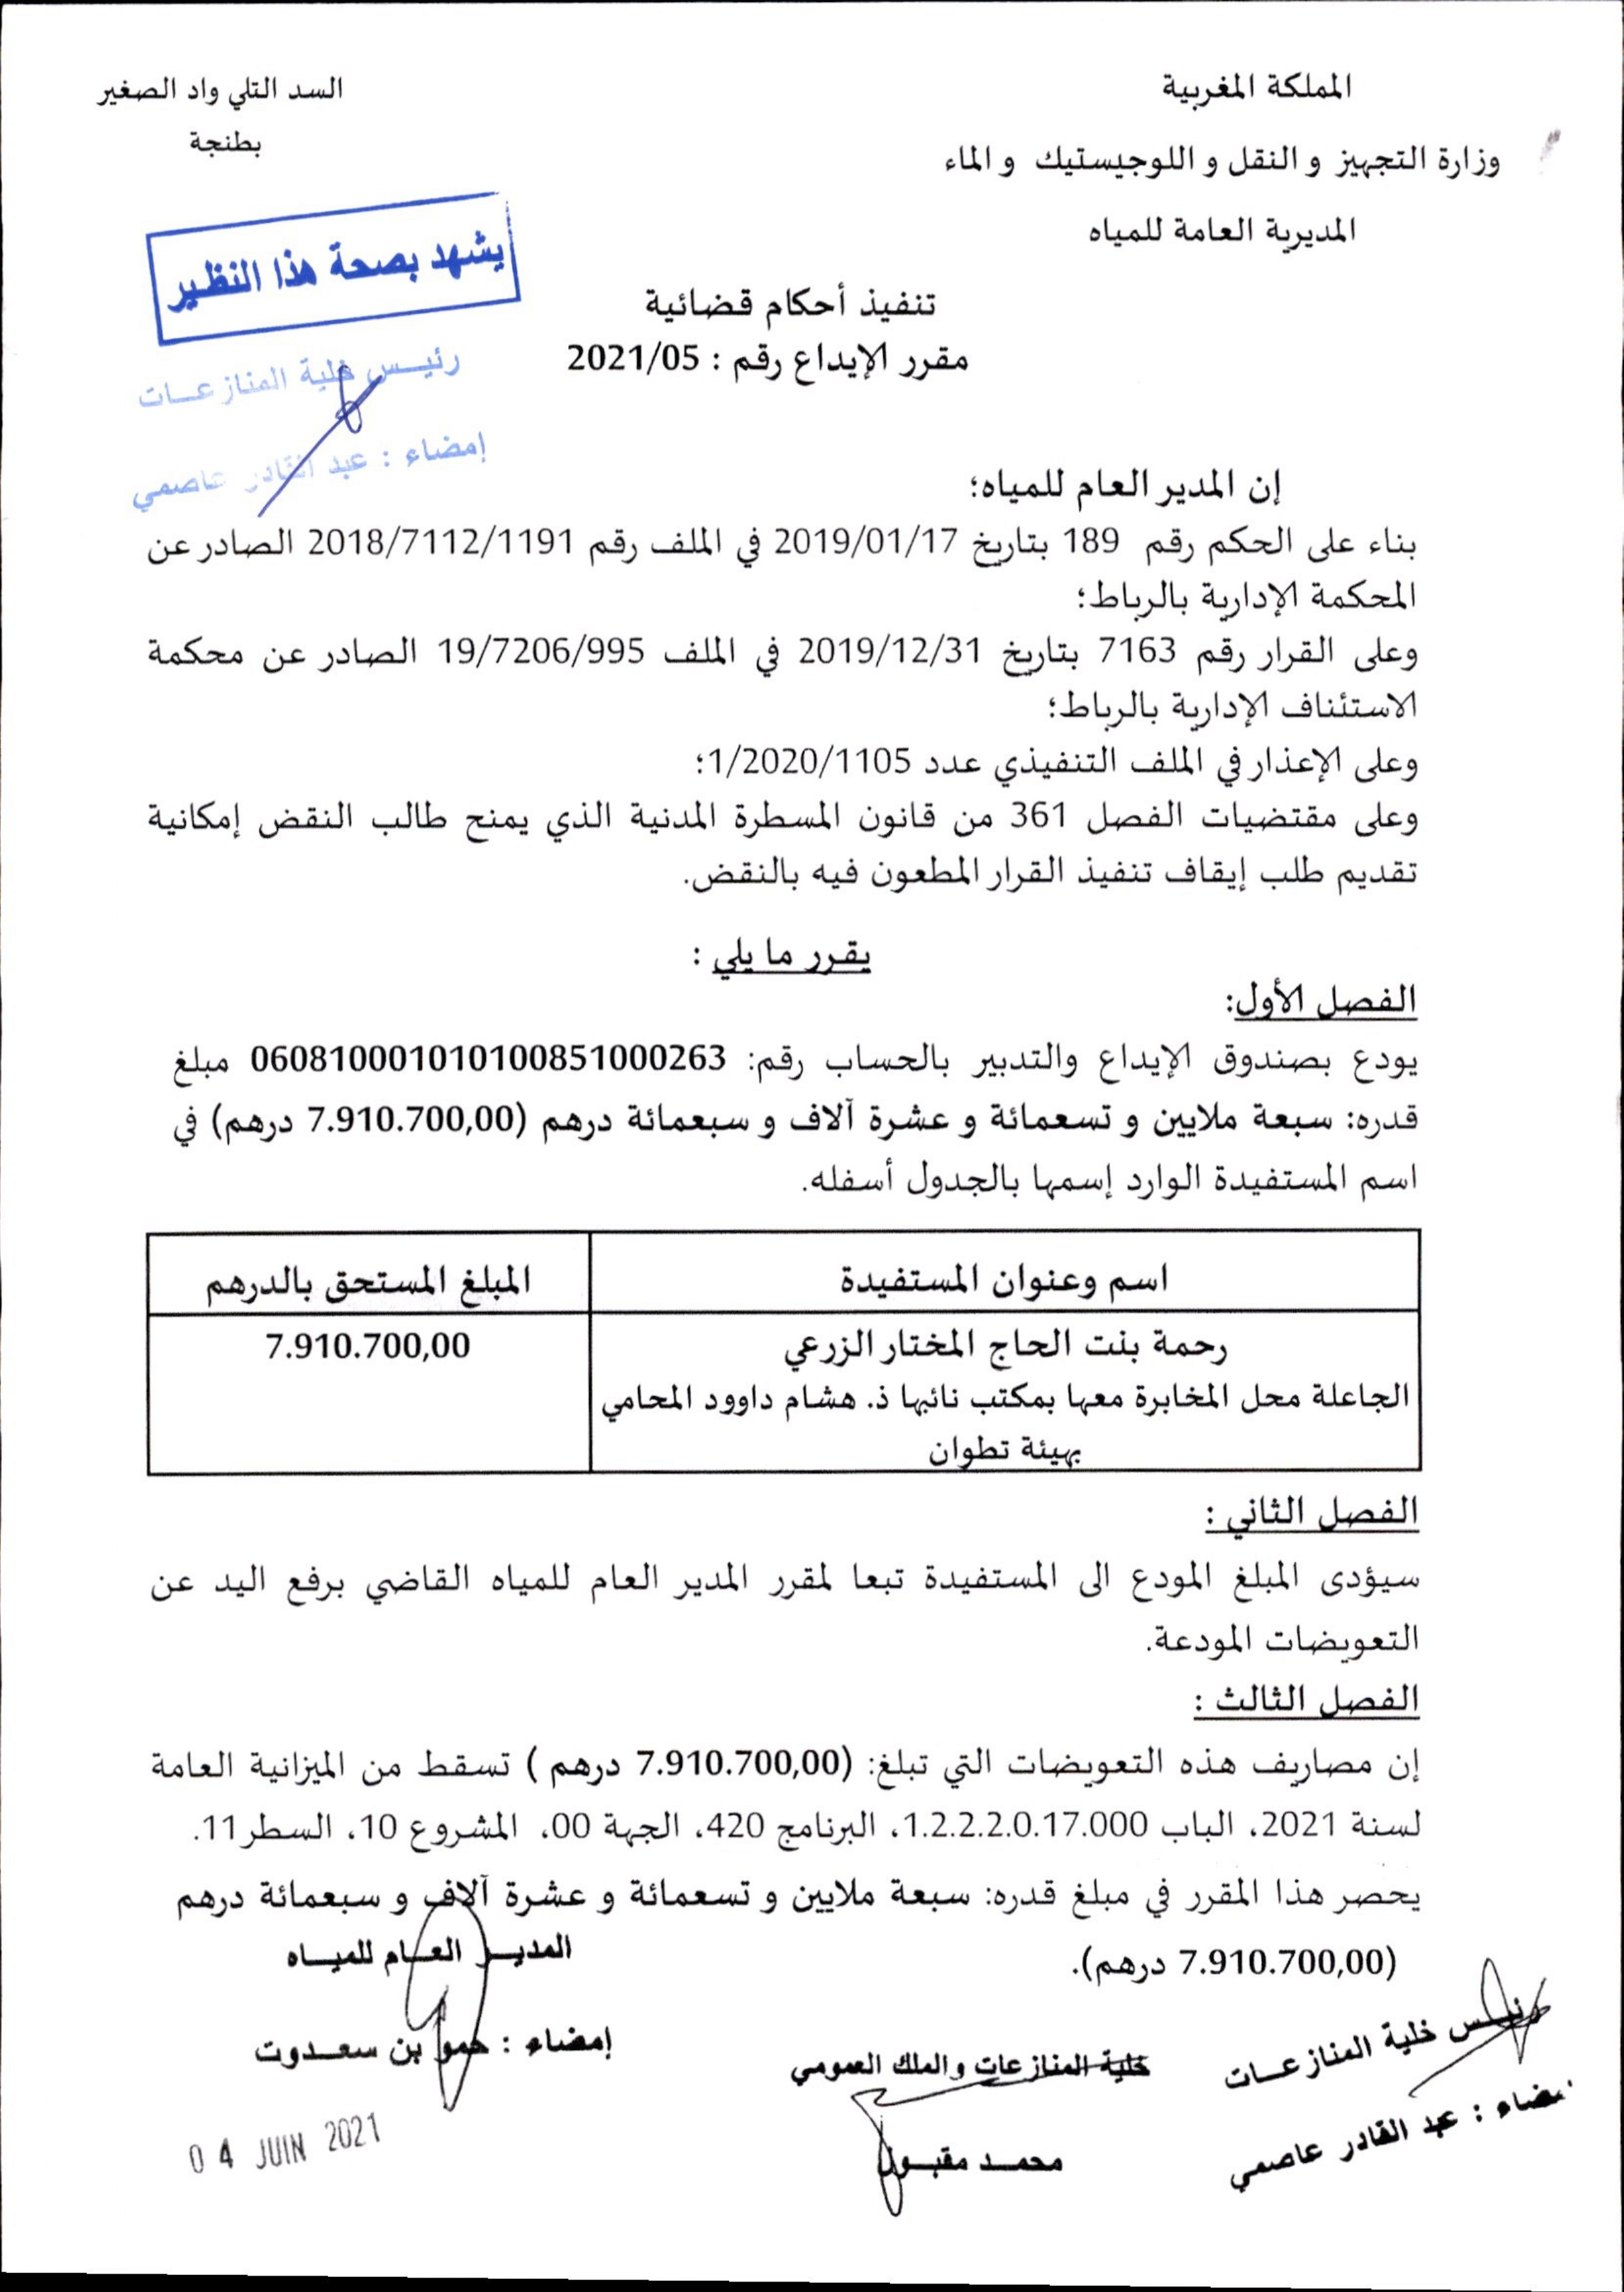 المملكة المغربية
وزارة التجهيز و النقل و اللوجيستيك و الماء
المديرية العامة للمياه
السد التلي واد الصغير
بطنجة
يشهد بصحة هذا النظير
رئيس خلية المنازعات
إمضاء : عبد القادر عاصمي
تنفيذ أحكام قضائية
مقرر الإيداع رقم : 2021/05
إن المدير العام للمياه؛
بناء على الحكم رقم 189 بتاريخ 2019/01/17 في الملف رقم 2018/7112/1191 الصادر عن
المحكمة الإدارية بالرباط؛
وعلى القرار رقم 7163 بتاريخ 2019/12/31 في الملف 19/7206/995 الصادر عن محكمة
الاستئناف الإدارية بالرباط؛
وعلى الإعذار في الملف التنفيذي عدد 1/2020/1105؛
وعلى مقتضيات الفصل 361 من قانون المسطرة المدنية الذي يمنح طالب النقض إمكانية
تقديم طلب إيقاف تنفيذ القرار المطعون فيه بالنقض.
يقرر ما يلي :
الفصل الأول:
يودع بصندوق الإيداع والتدبير بالحساب رقم: 060810001010100851000263 مبلغ
قدره: سبعة ملايين و تسعمائة و عشرة آلاف و سبعمائة درهم (7.910.700,00 درهم) في
اسم المستفيدة الوارد إسمها بالجدول أسفله.
اسم وعنوان المستفيدة
المبلغ المستحق بالدرهم
رحمة بنت الحاج المختار الزرعي
7.910.700,00
الجاعلة محل المخابرة معها بمكتب نائبها ذ. هشام داوود المحامي
بهيئة تطوان
الفصل الثاني :
سيؤدى المبلغ المودع الى المستفيدة تبعا لمقرر المدير العام للمياه القاضي برفع اليد عن
التعويضات المودعة.
الفصل الثالث :
إن مصاريف هذه التعويضات التي تبلغ: (7.910.700,00 درهم ) تسقط من الميزانية العامة
لسنة 2021، الباب 1.2.2.2.0.17.000، البرنامج 420، الجهة 00، المشروع 10، السطر 11.
يحصر هذا المقرر في مبلغ قدره: سبعة ملايين و تسعمائة و عشرة آلاف و سبعمائة درهم
(7.910.700,00 درهم).
المدير العام للمياه
إمضاء : حمو بن سعدوت
04 JUIN 2021
خلية المنازعات والملك العمومي
محمد مقبول
رئيس خلية المنازعات
إمضاء : عبد القادر عاصمي